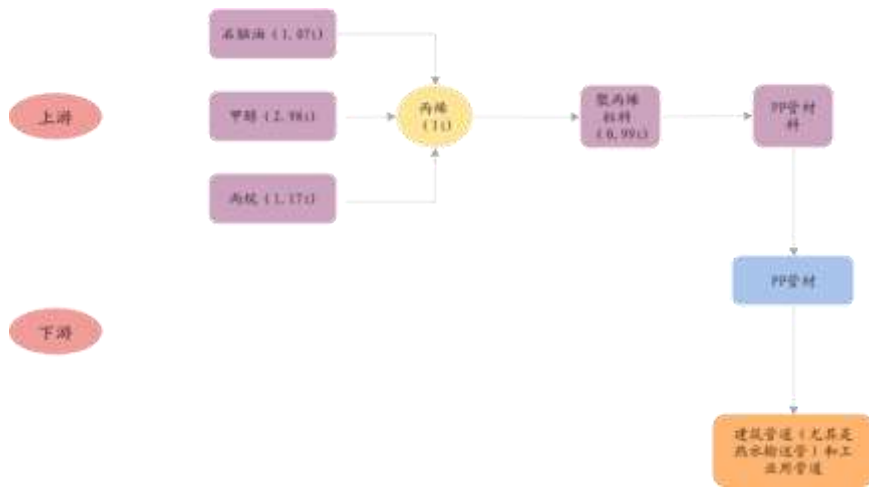 石脑油（1.07t）
上游
甲醇（2.98t）
丙烯
（1t）
聚丙烯
粒料
（0.99t）
PP管材
料
丙烷（1.17t）
PP管材
下游
建筑管道（尤其是
热水输送管）和工
业用管道